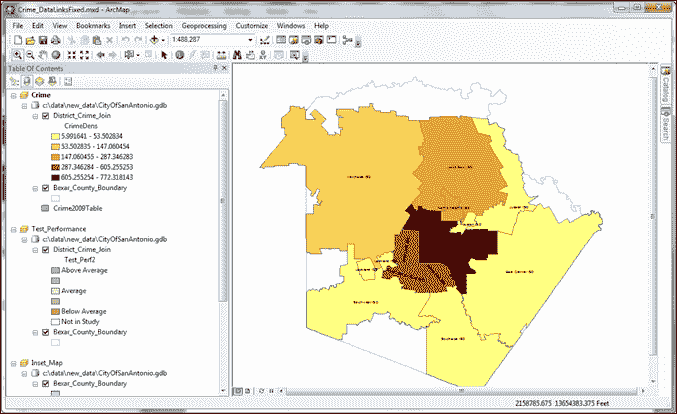 Crime_DataLinksFixed.mxd - ArcMap
File Edit View Bookmarks Insert Selection Geoprocessing Customize Windows Help
1:488,287
Table Of Contents
Crime
c:\data\new_data\CityOfSanAntonio.gdb
District_Crime_Join
CrimeDens
5.991641 - 53.502834
53.502835 - 147.060454
147.060455 - 287.346283
287.346284 - 605.255253
605.255254 - 772.318143
Bexar_County_Boundary
Crime2009Table
Test_Performance
c:\data\new_data\CityOfSanAntonio.gdb
District_Crime_Join
Test_Perf2
Above Average
Average
Below Average
Not in Study
Bexar_County_Boundary
Inset_Map
c:\data\new_data\CityOfSanAntonio.gdb
Bexar_County_Boundary
Catalog
Search
2158785.675 13654383.375 Feet